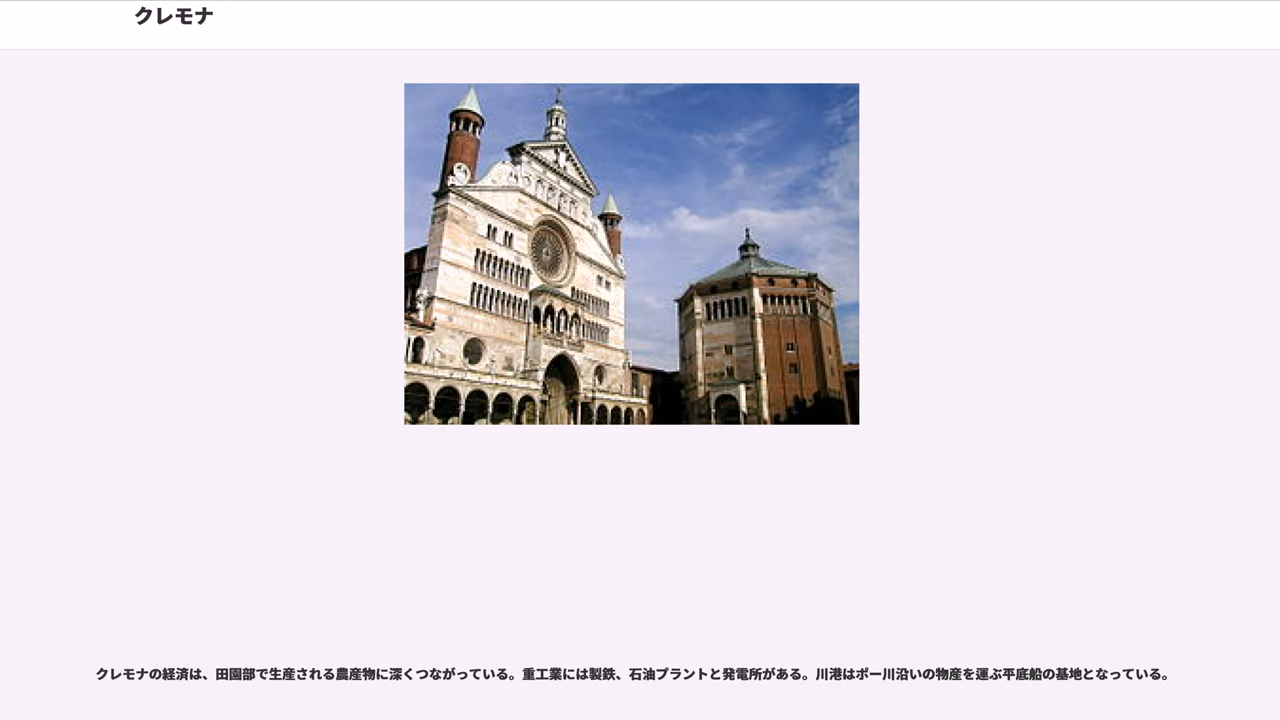 クレモナ
クレモナの経済は、田園部で生産される農産物に深くつながっている。重工業には製鉄、石油プラントと発電所がある。川港はポー川沿いの物産を運ぶ平底船の基地となっている。